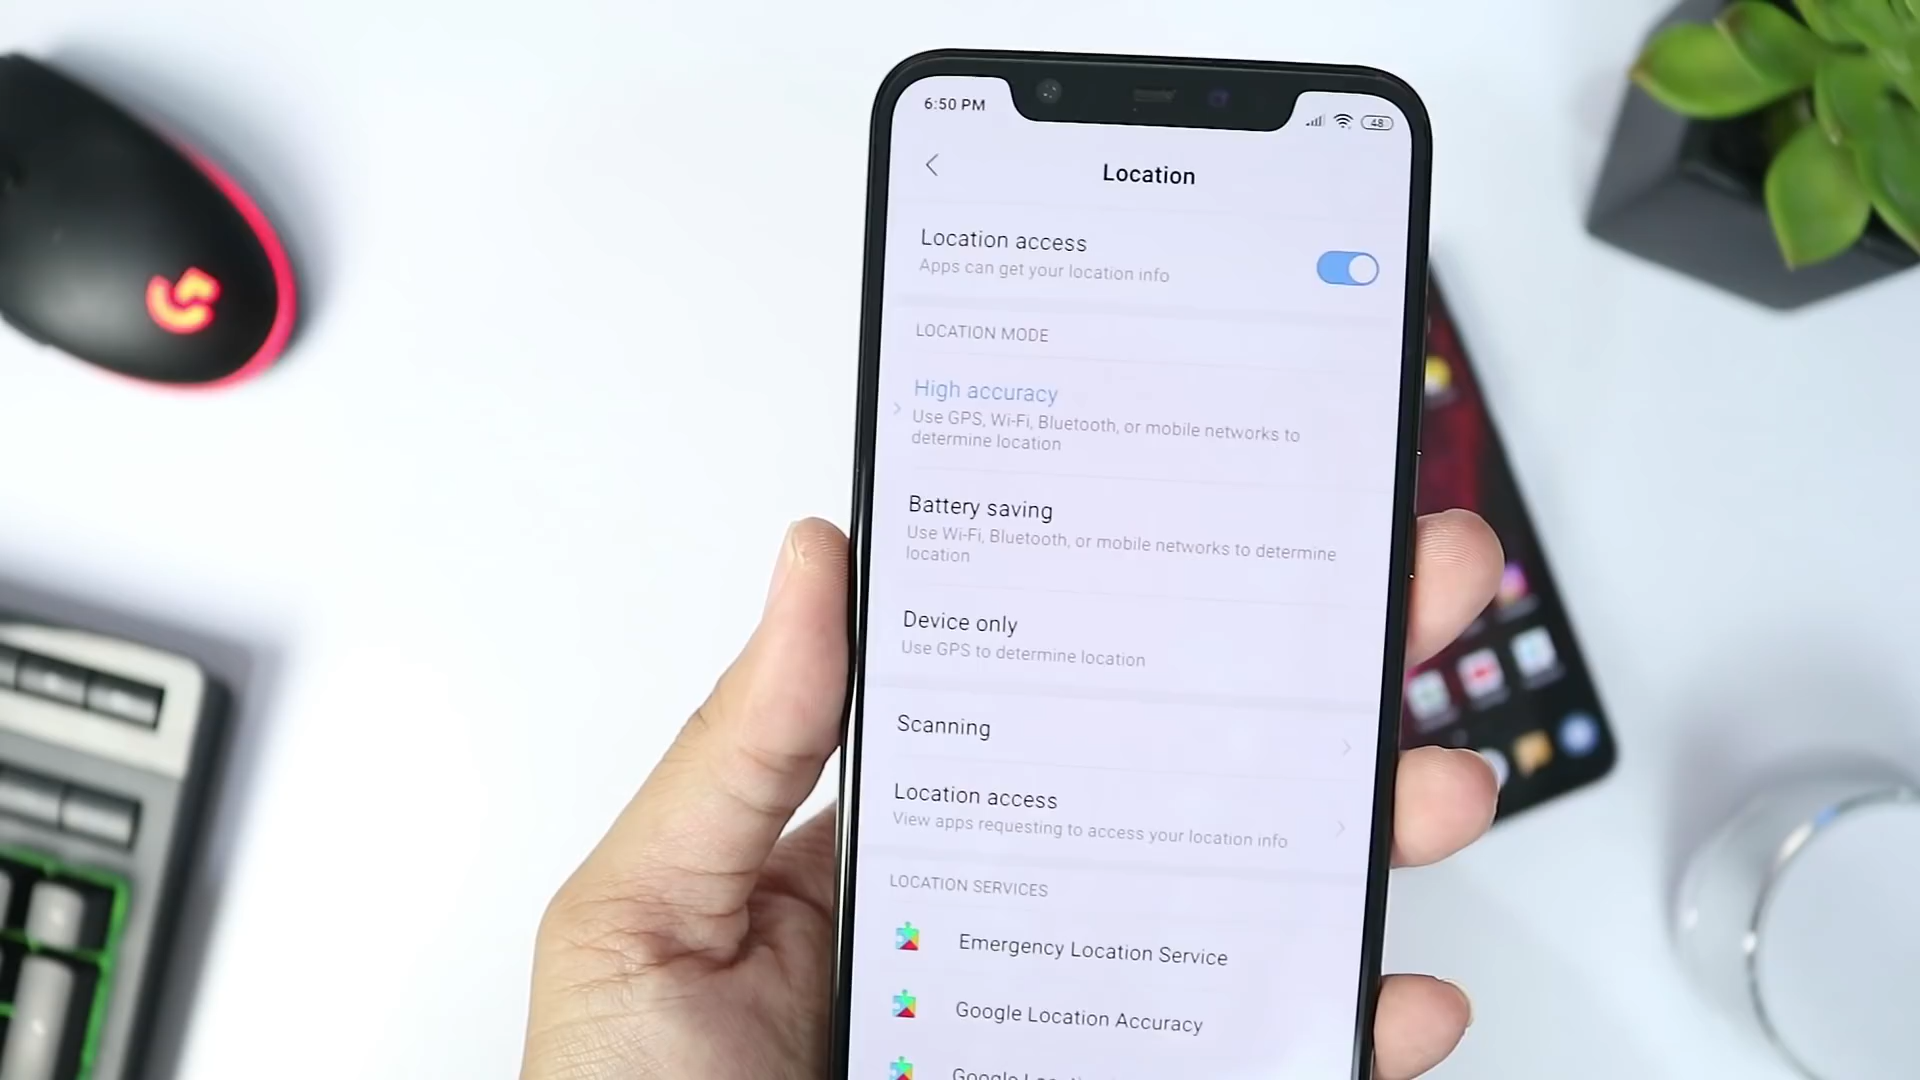 6:50 PM
48
Location
Location access
Apps can get your location info
LOCATION MODE
High accuracy
Use GPS, Wi-Fi, Bluetooth, or mobile networks to
determine location
Battery saving
Use Wi-Fi, Bluetooth, or mobile networks to determine
location
Device only
Use GPS to determine location
Scanning
Location access
View apps requesting to access your location info
LOCATION SERVICES
Emergency Location Service
Google Location Accuracy
Google